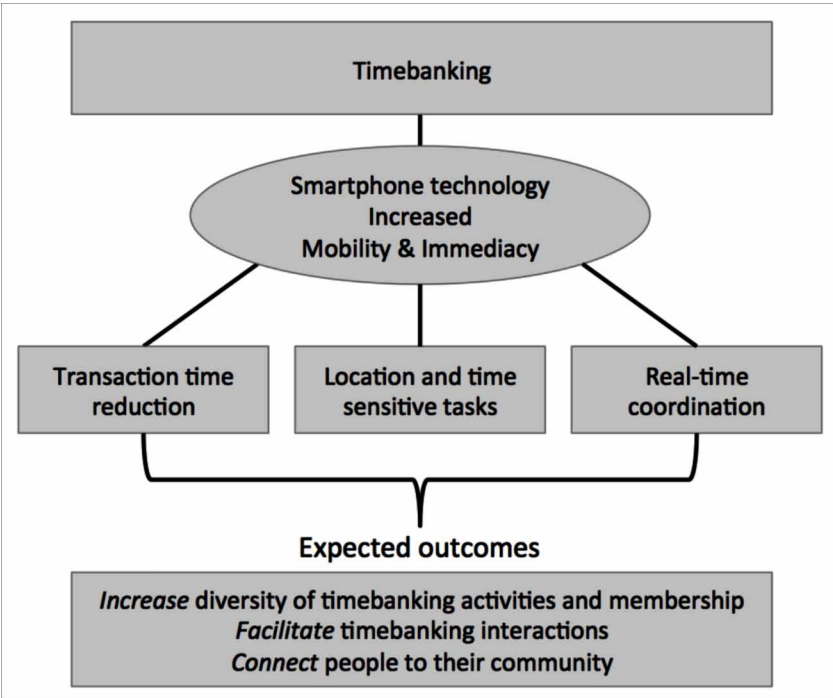 Timebanking
Smartphone technology
Increased
Mobility & Immediacy
Transaction time
reduction
Location and time
sensitive tasks
Real-time
coordination
Expected outcomes
Increase diversity of timebanking activities and membership
Facilitate timebanking interactions
Connect people to their community